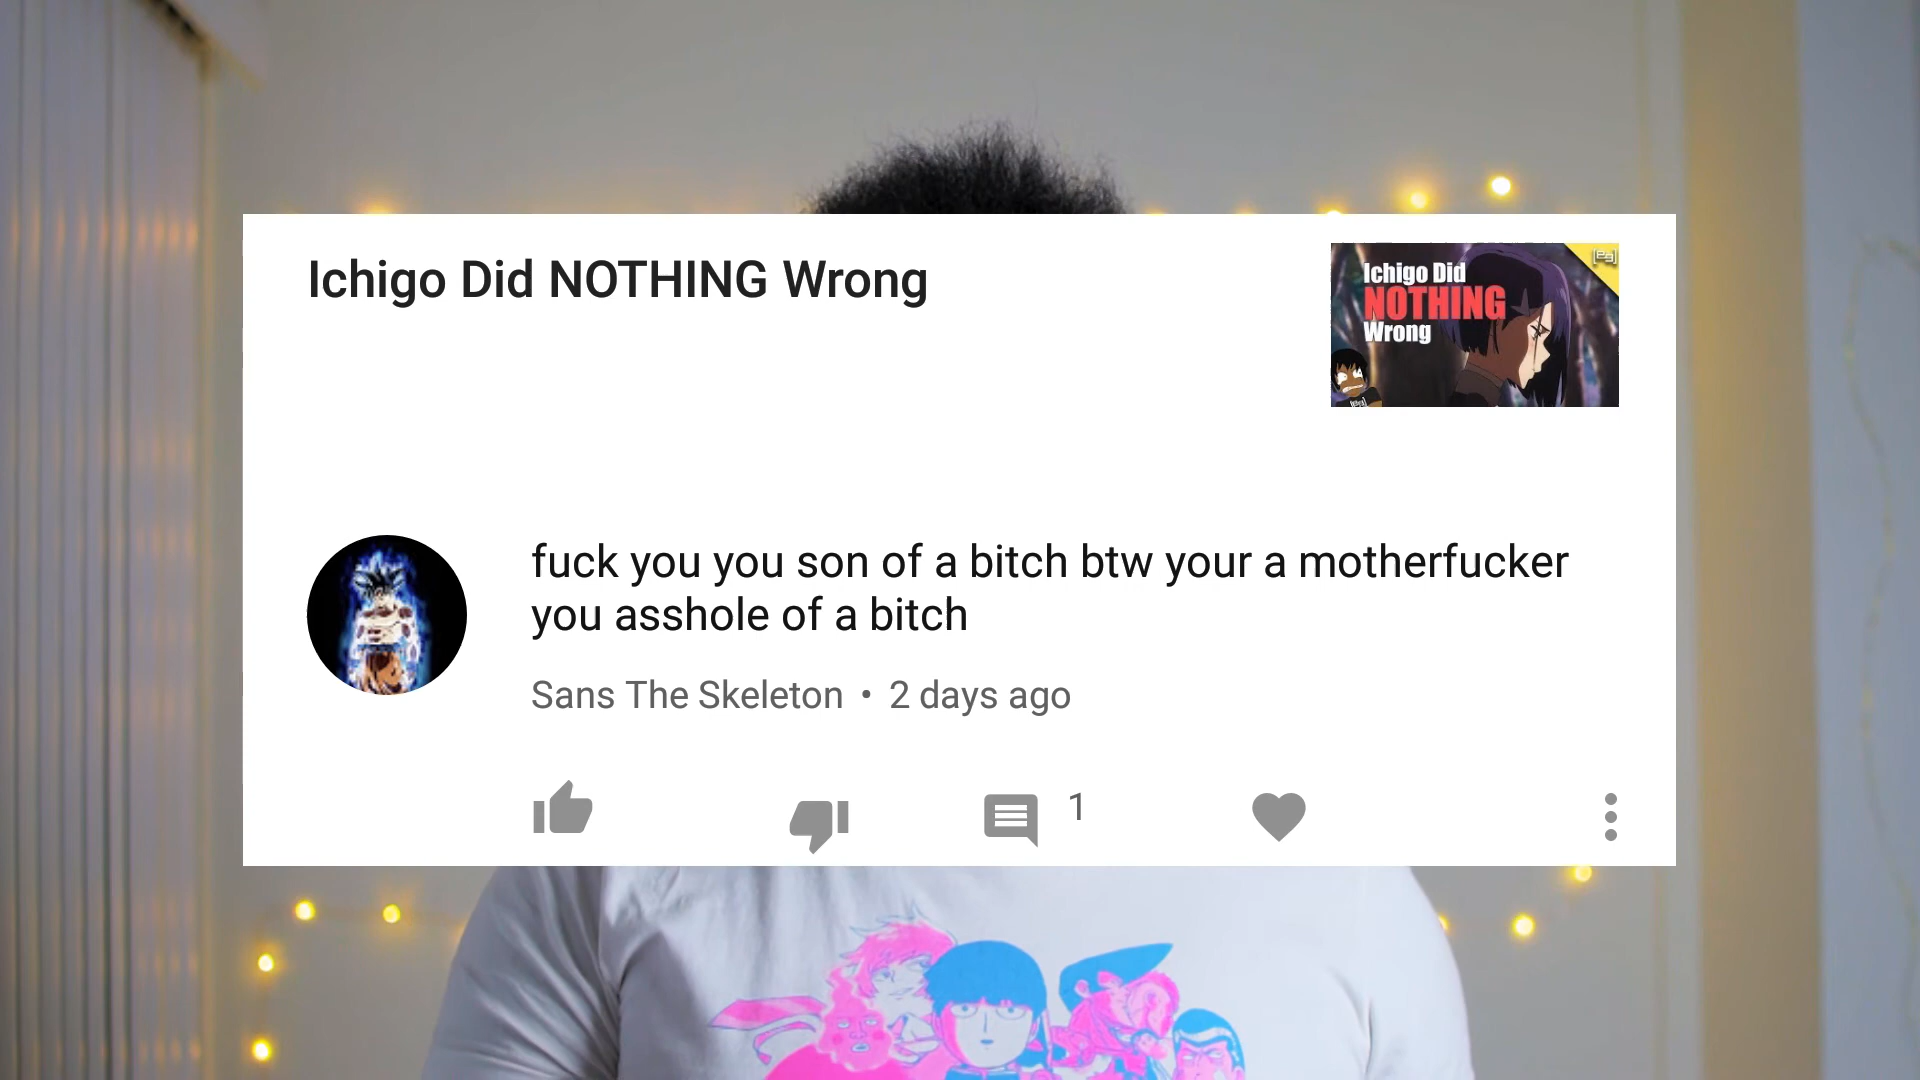 Ichigo Did NOTHING Wrong
Ichigo Did
NOTHING
Wrong
[eg]
fuck you you son of a bitch btw your a motherfucker
you asshole of a bitch
Sans The Skeleton • 2 days ago
1